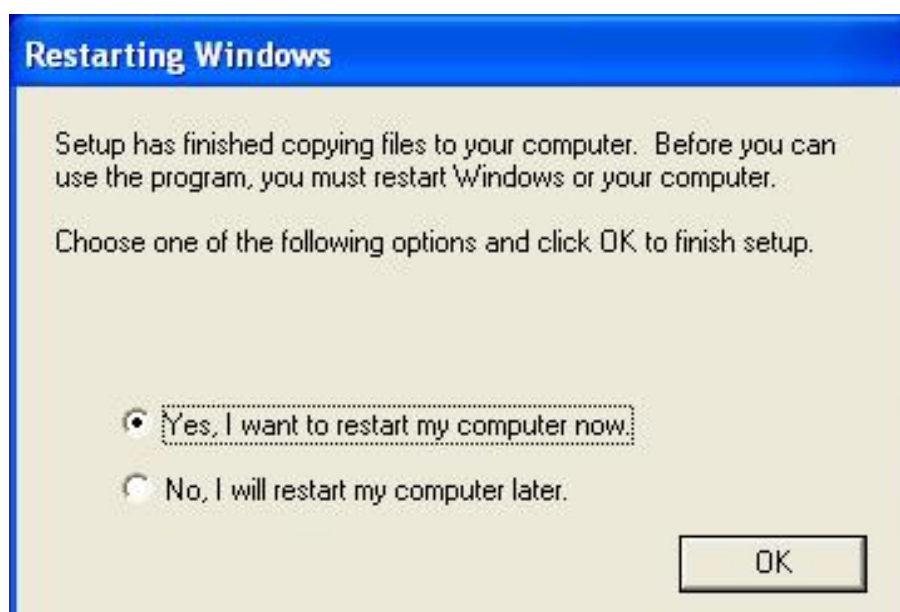 Restarting Windows
Setup has finished copying files to your computer.  Before you can
use the program, you must restart Windows or your computer.
Choose one of the following options and click OK to finish setup.
Yes, I want to restart my computer now.
No, I will restart my computer later.
OK